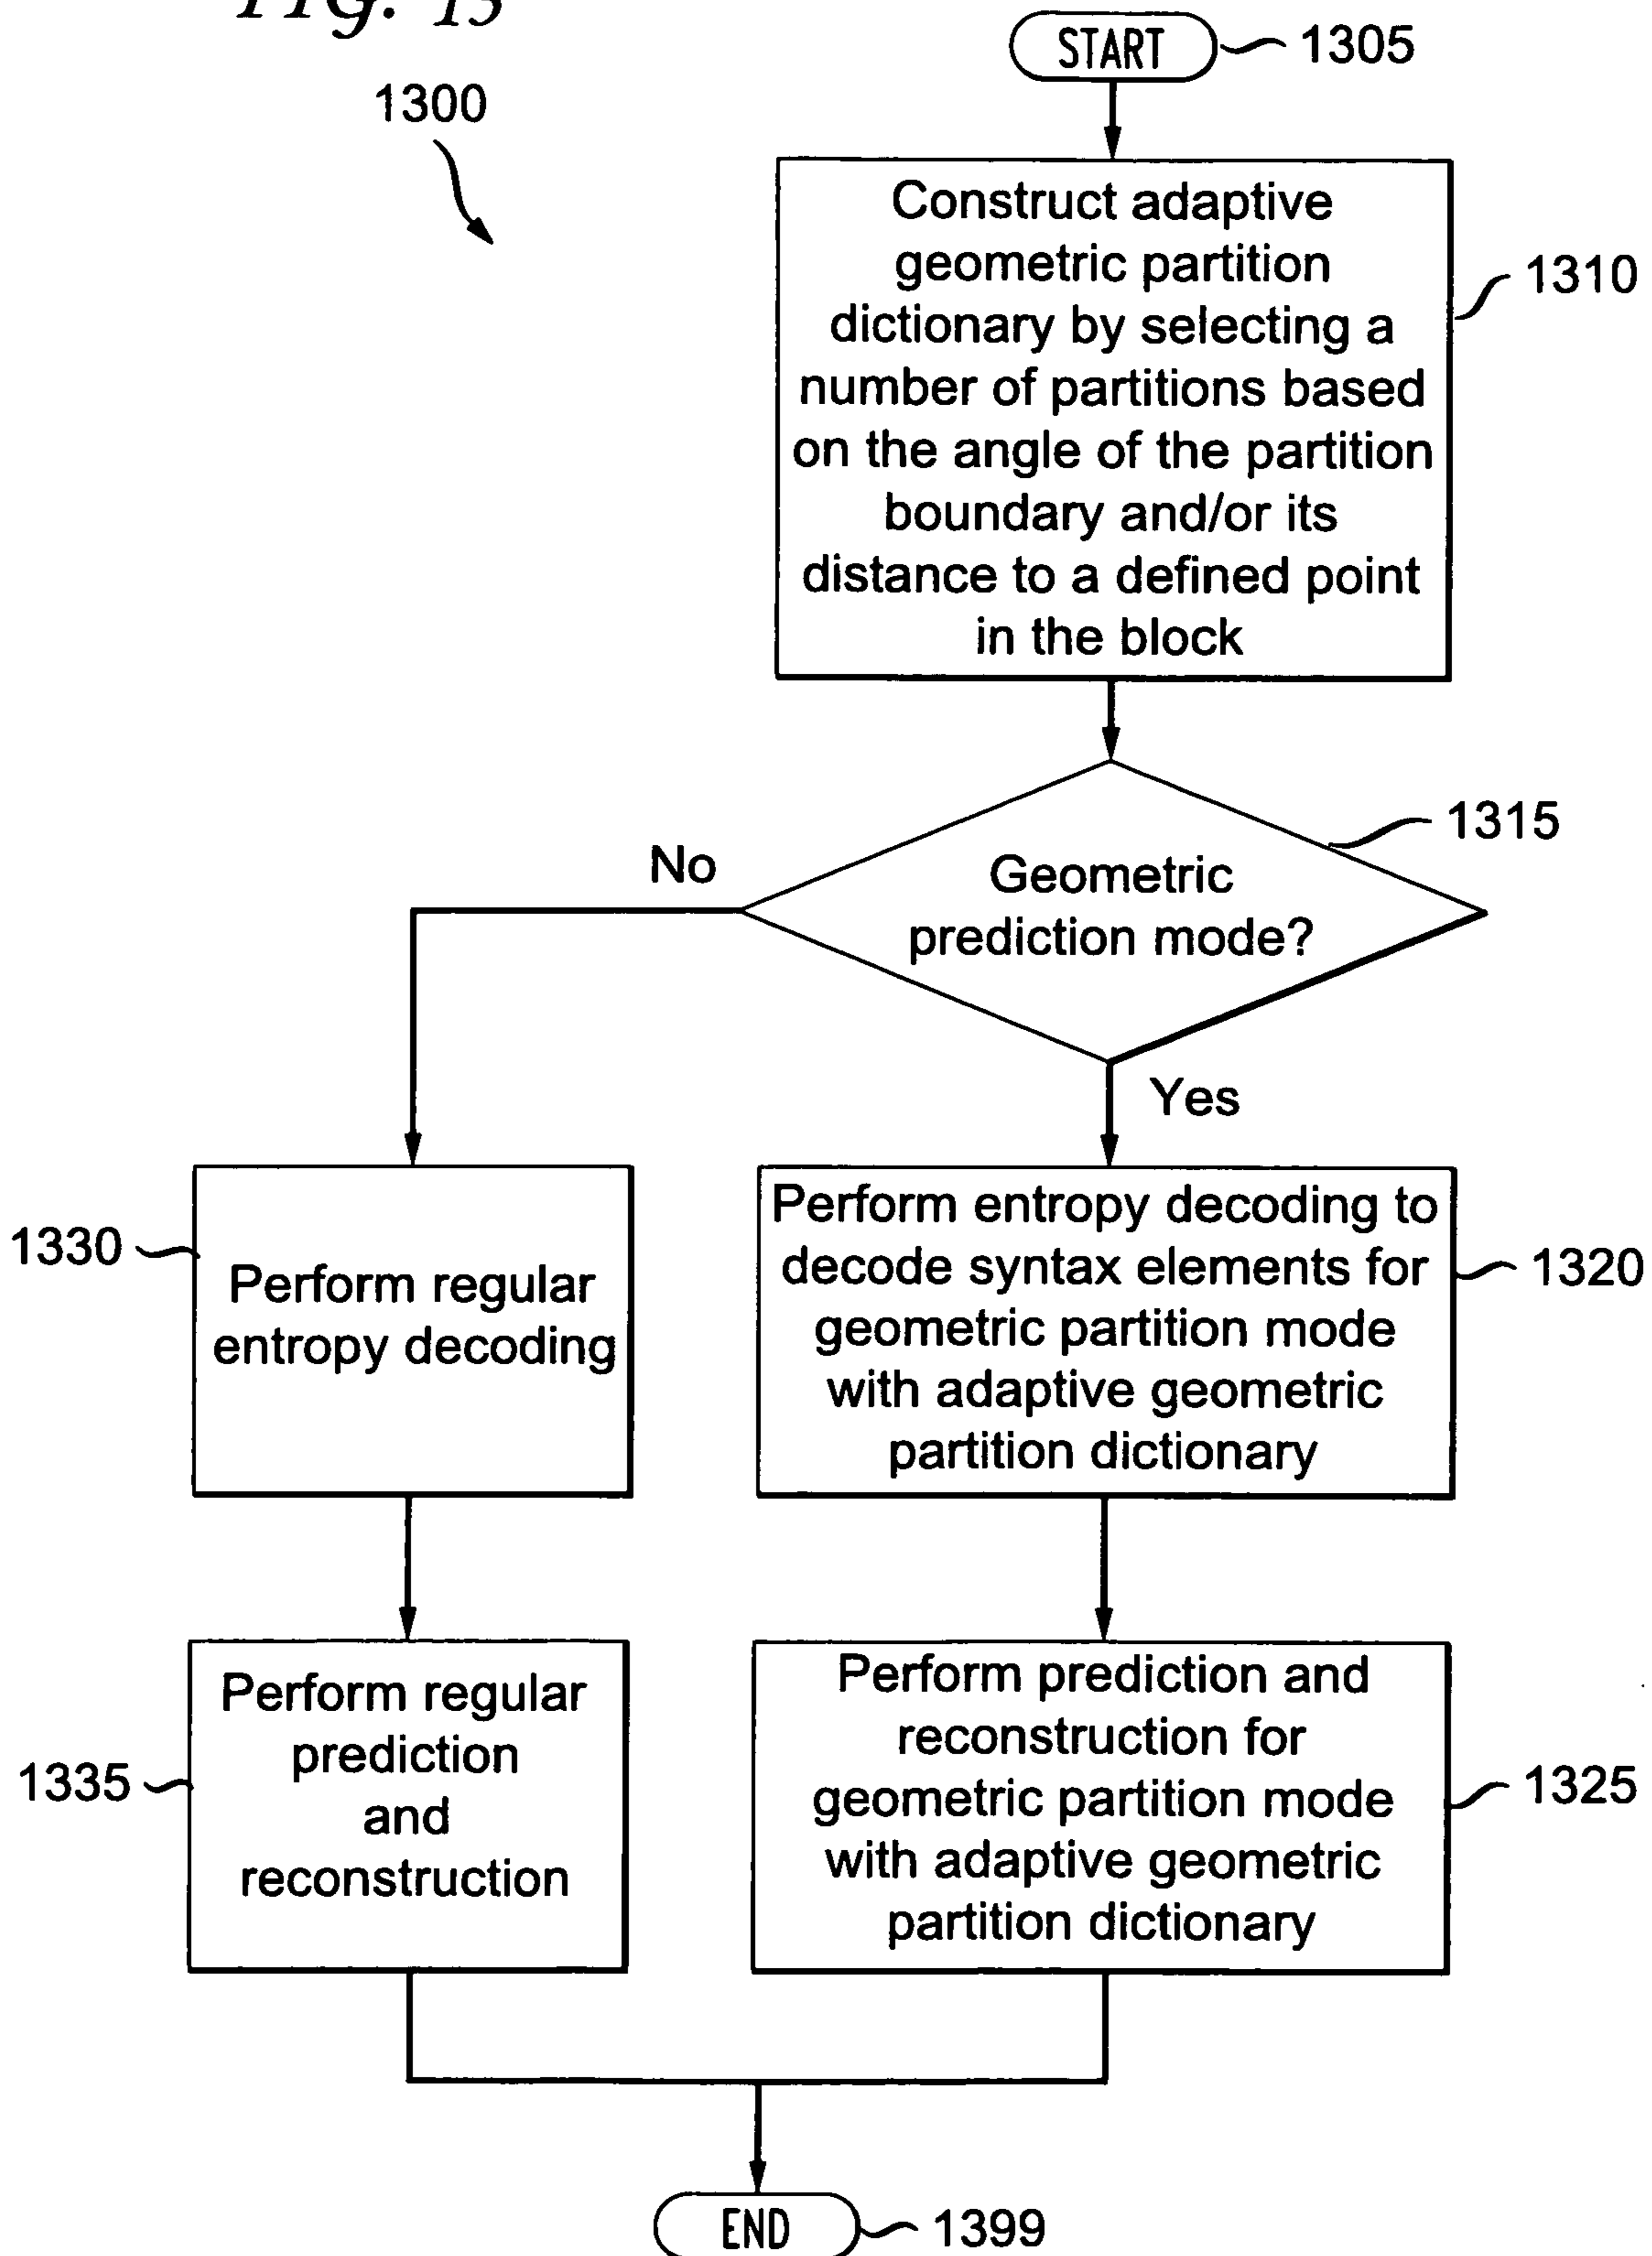 FIG. 13
1300
START
1305
Construct adaptive
geometric partition
dictionary by selecting a
number of partitions based
on the angle of the partition
boundary and/or its
distance to a defined point
in the block
1310
Geometric
prediction mode?
1315
No
Yes
1330
Perform regular
entropy decoding
Perform entropy decoding to
decode syntax elements for
geometric partition mode
with adaptive geometric
partition dictionary
1320
1335
Perform regular
prediction
and
reconstruction
Perform prediction and
reconstruction for
geometric partition mode
with adaptive geometric
partition dictionary
1325
END
1399